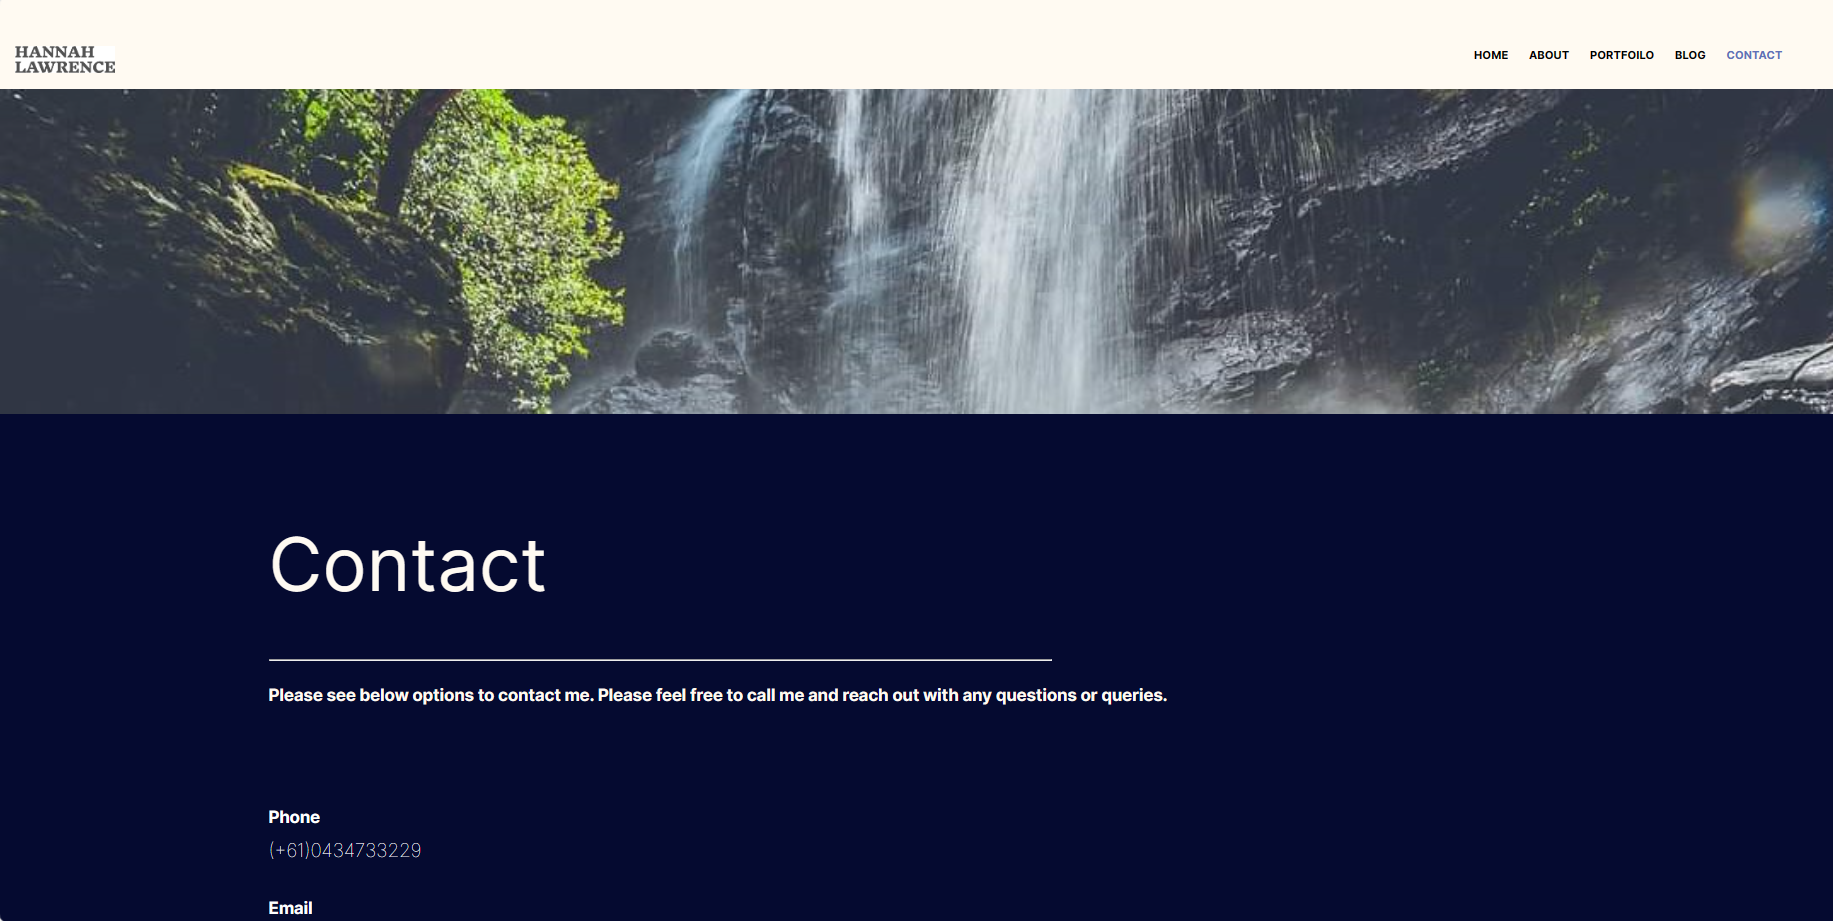 HANNAH
LAWRENCE
HOME ABOUT PORTFOILO BLOG CONTACT
Contact
Please see below options to contact me. Please feel free to call me and reach out with any questions or queries.
Phone
(+61)0434733229
Email